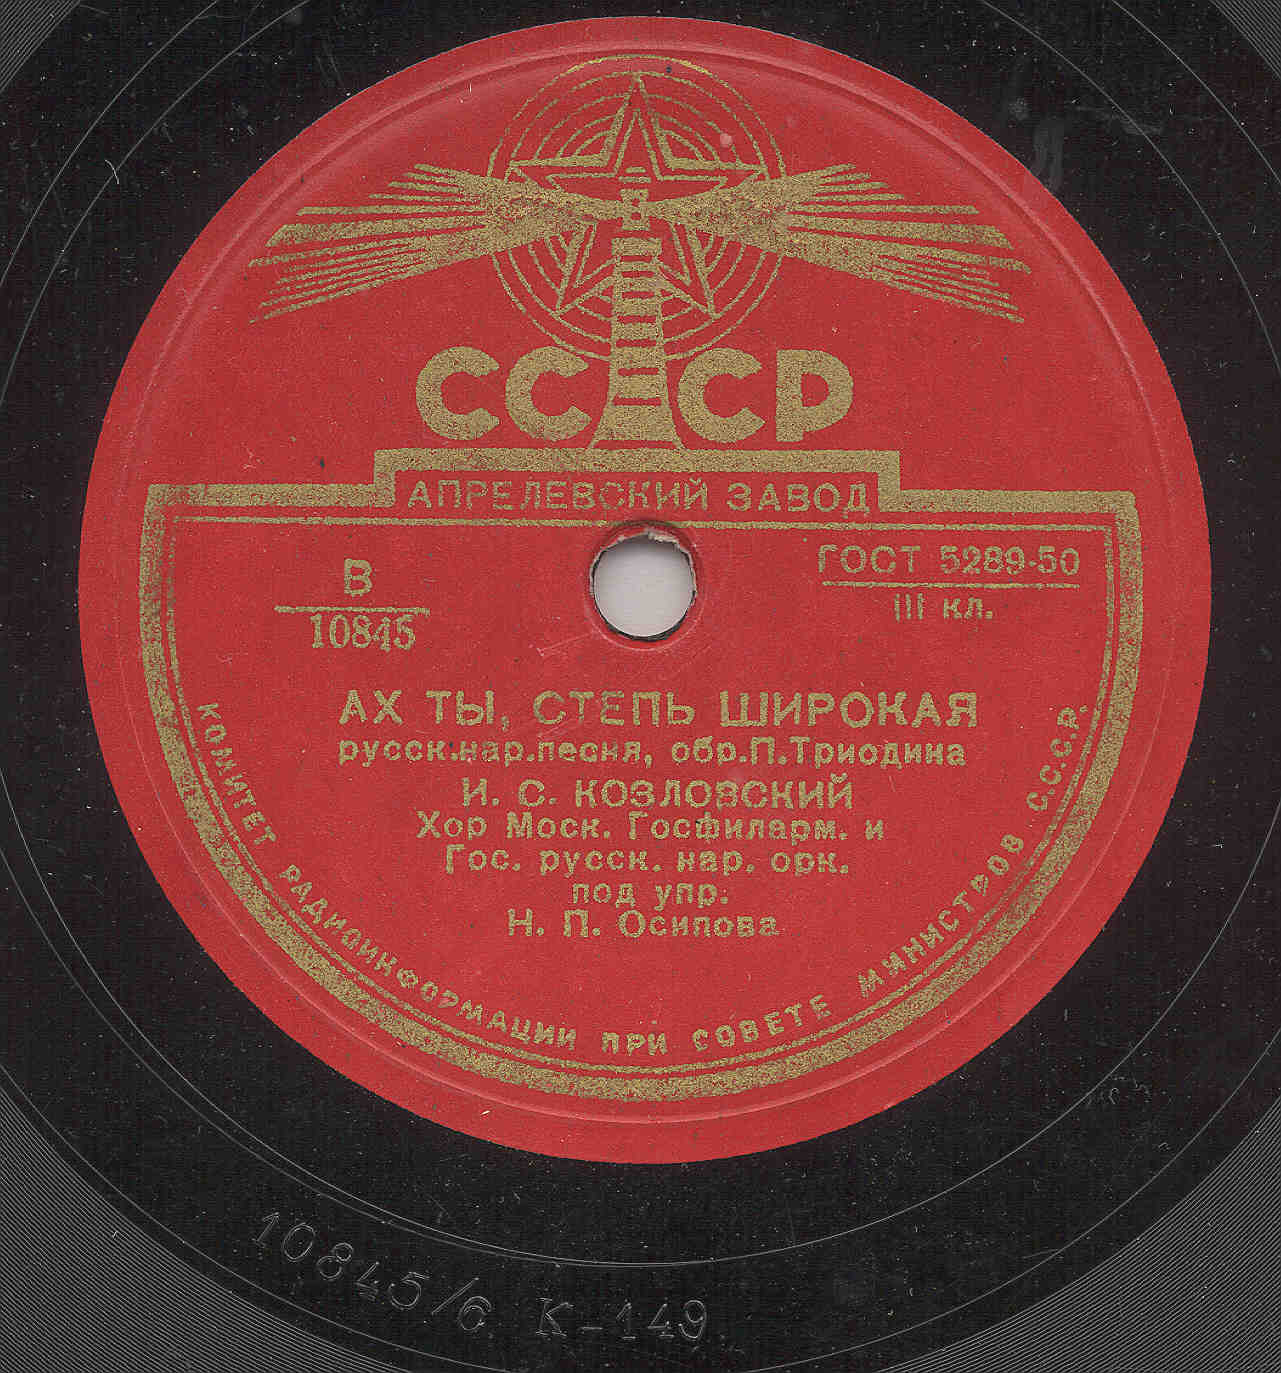 СССР
АПРЕЛЕВСКИЙ ЗАВОД
В
10845
ГОСТ 5289-50
III кл.
АХ ТЫ, СТЕПЬ ШИРОКАЯ
русск.нар.песня, обр.П.Триодина
И. С. КОЗЛОВСКИЙ
Хор Моск. Госфиларм. и
Гос. русск. нар. орк.
под упр.
Н. П. Осипова
КОМИТЕТ РАДИОИНФОРМАЦИИ ПРИ СОВЕТЕ МИНИСТРОВ С.С.С.Р.
10845/6 К-149